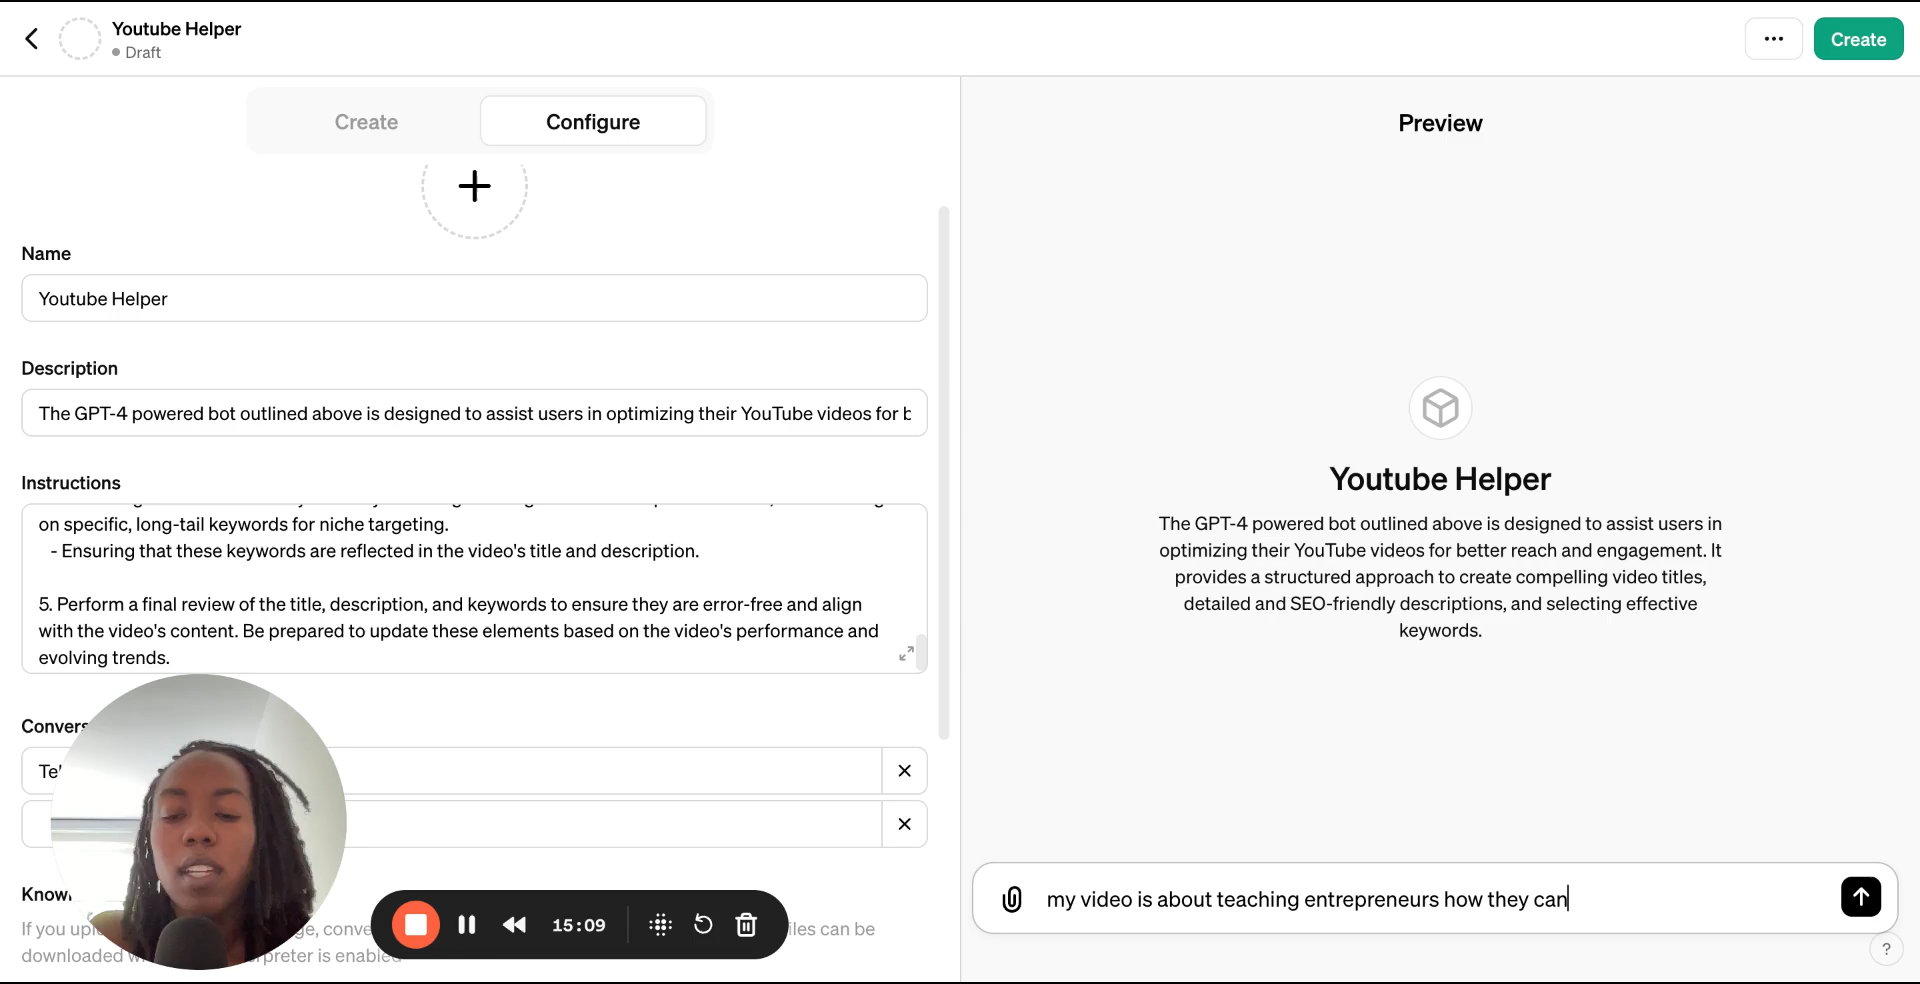 Youtube Helper
Draft
Create
Create
Configure
Preview
Name
Youtube Helper
Description
The GPT-4 powered bot outlined above is designed to assist users in optimizing their YouTube videos for b
Instructions
on specific, long-tail keywords for niche targeting.
- Ensuring that these keywords are reflected in the video's title and description.
5. Perform a final review of the title, description, and keywords to ensure they are error-free and align
with the video's content. Be prepared to update these elements based on the video's performance and
evolving trends.
Youtube Helper
The GPT-4 powered bot outlined above is designed to assist users in
optimizing their YouTube videos for better reach and engagement. It
provides a structured approach to create compelling video titles,
detailed and SEO-friendly descriptions, and selecting effective
keywords.
If you
can be
downloaded
is enabled
15:09
my video is about teaching entrepreneurs how they can
?